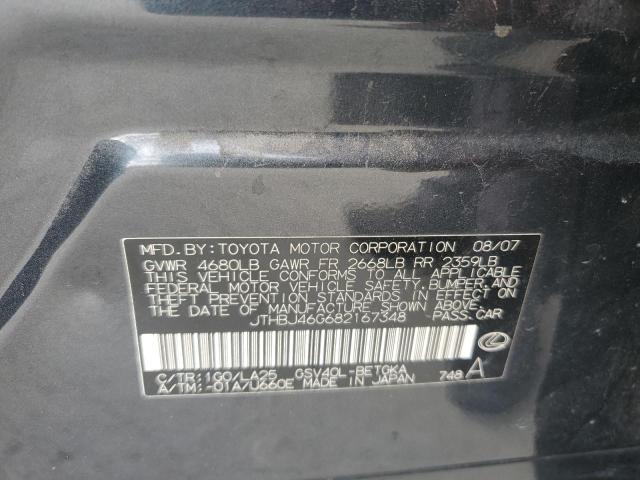 MFD.BY:TOYOTA MOTOR CORPORATION 08/07
GVWR 4680LB GAWR FR 2668LB RR 2359LB
THIS VEHICLE CONFORMS TO ALL APPLICABLE
FEDERAL MOTOR VEHICLE SAFETY,BUMPER,AND
THEFT PREVENTION STANDARDS IN EFFECT ON
THE DATE OF MANUFACTURE SHOWN ABOVE.
JTHBJ46G682167348 PASS.CAR
C/TR:1G0/LA25 GSV40L-BETGKA
A/TM:-01A/U660E MADE IN JAPAN 748 A